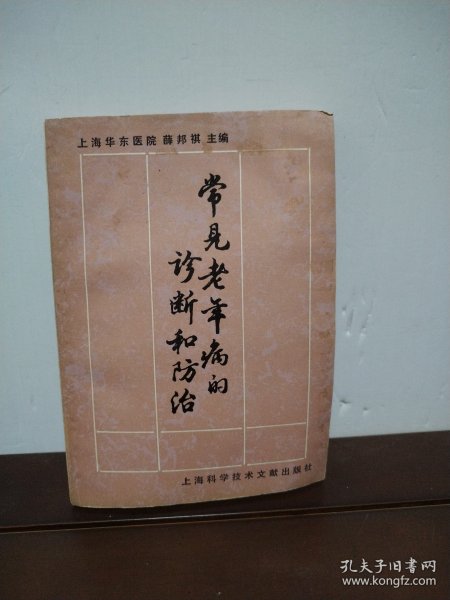 上海华东医院 薛邦祺 主编
常见老年病的
诊断和防治
上海科学技术文献出版社
孔夫子旧书网
www.kongfz.com